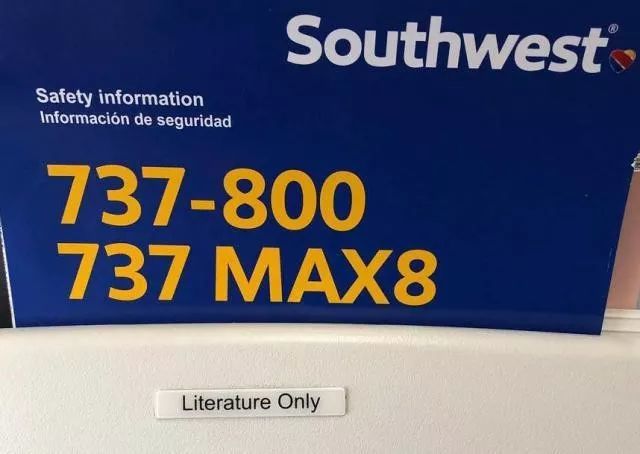 Southwest®
Safety information
Información de seguridad
737-800
737 MAX8
Literature Only